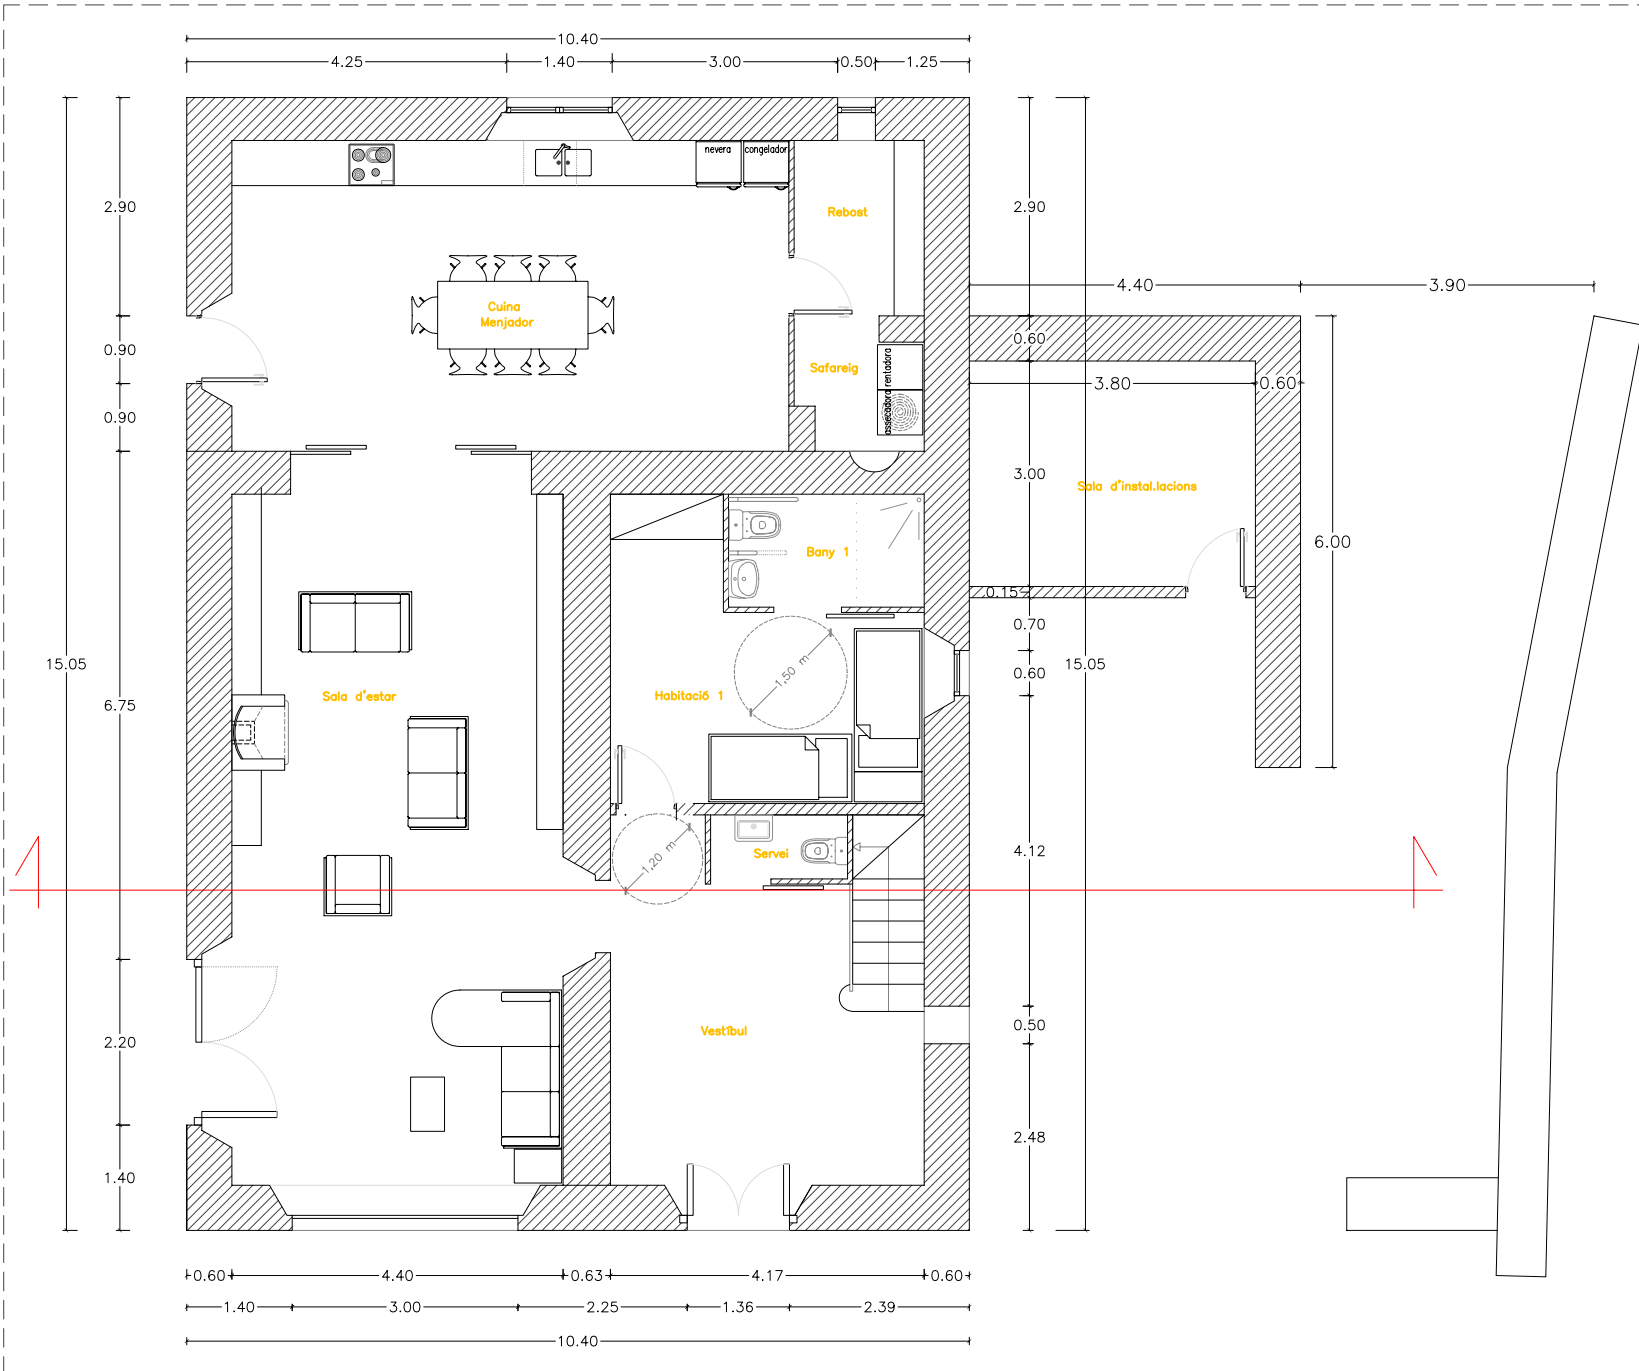 10.40
4.25 1.40 3.00 0.50 1.25
nevera congelador
2.90 Rebost 2.90
4.40 3.90
Cuina
Menjador
0.60
0.90 Safareig rentadora
3.80 0.60
assecadora
0.90
3.00
Sala d'instal.lacions
6.00
Bany 1
0.15
0.70
15.05 15.05
0.60
1,50 m
Sala d'estar Habitació 1
6.75
4.12
Servei
1,20 m
0.50
Vestíbul
2.20
2.48
1.40
0.60 4.40 0.63 4.17 0.60
1.40 3.00 2.25 1.36 2.39
10.40